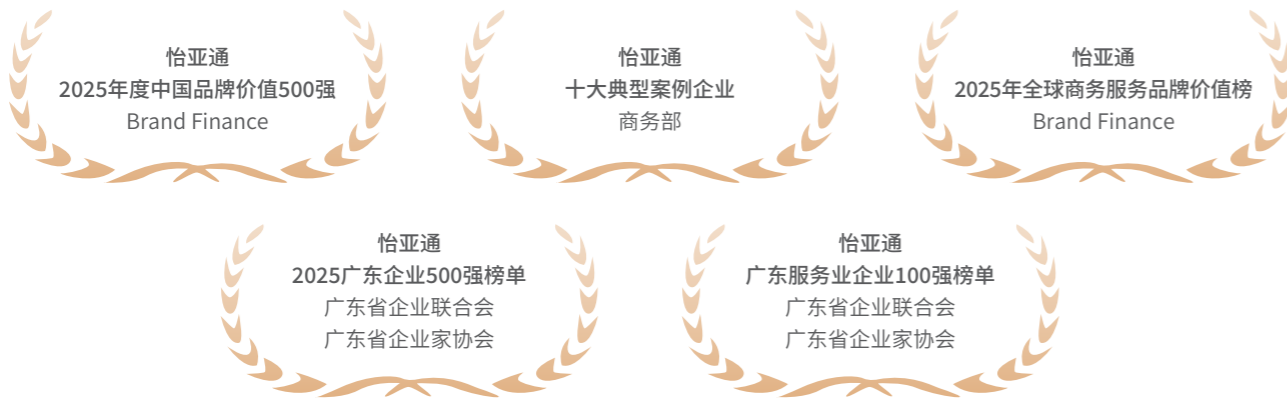 怡亚通
2025年度中国品牌价值500强
Brand Finance
怡亚通
十大典型案例企业
商务部
怡亚通
2025年全球商务服务品牌价值榜
Brand Finance
怡亚通
2025广东企业500强榜单
广东省企业联合会
广东省企业家协会
怡亚通
广东服务业企业100强榜单
广东省企业联合会
广东省企业家协会